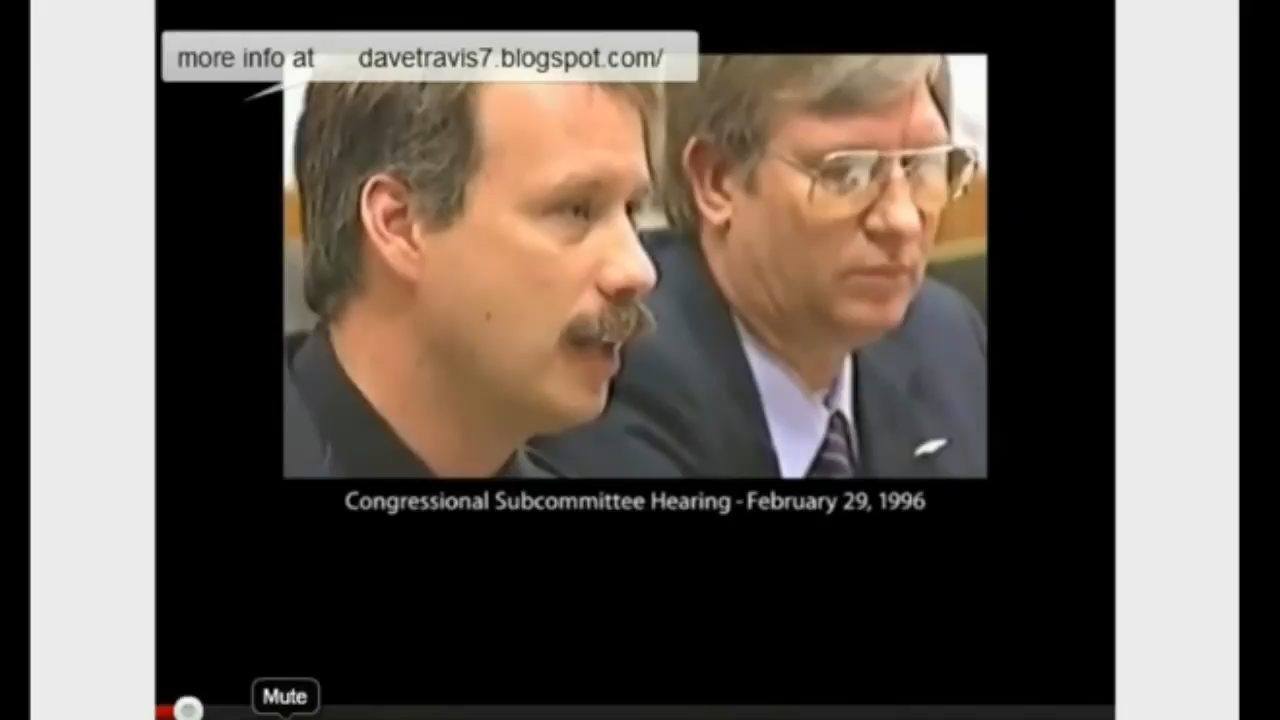 more info at davetravis7.blogspot.com/
Congressional Subcommittee Hearing - February 29, 1996
Mute